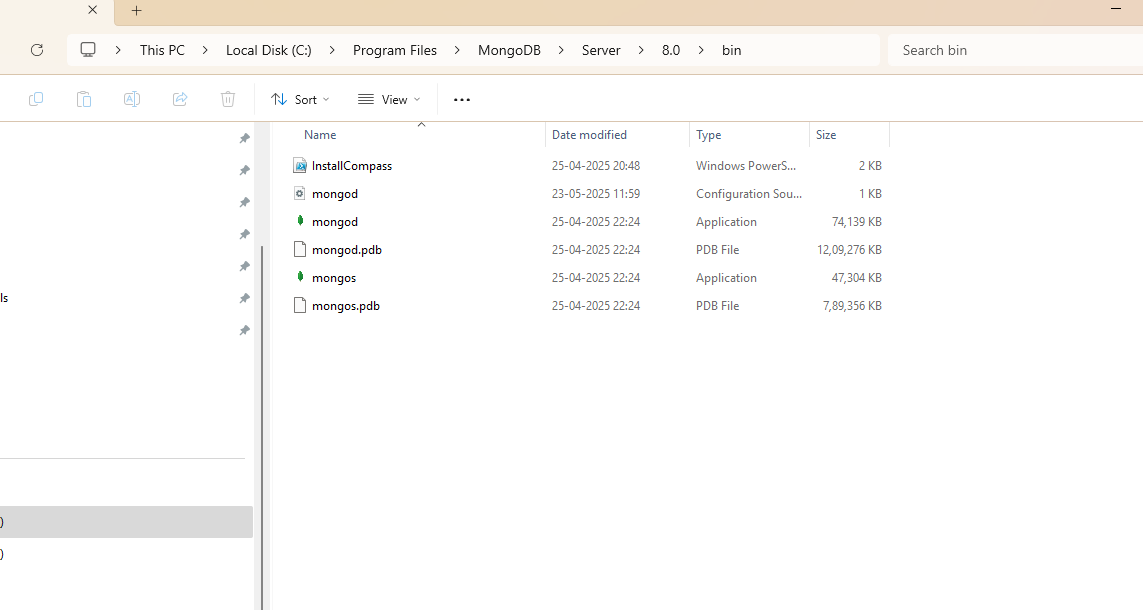 This PC > Local Disk (C:) > Program Files > MongoDB > Server > 8.0 > bin
Search bin
Sort View ...
Name Date modified Type Size
InstallCompass 25-04-2025 20:48 Windows PowerS... 2 KB
mongod 23-05-2025 11:59 Configuration Sou... 1 KB
mongod 25-04-2025 22:24 Application 74,139 KB
mongod.pdb 25-04-2025 22:24 PDB File 12,09,276 KB
mongos 25-04-2025 22:24 Application 47,304 KB
mongos.pdb 25-04-2025 22:24 PDB File 7,89,356 KB
ls
)
)